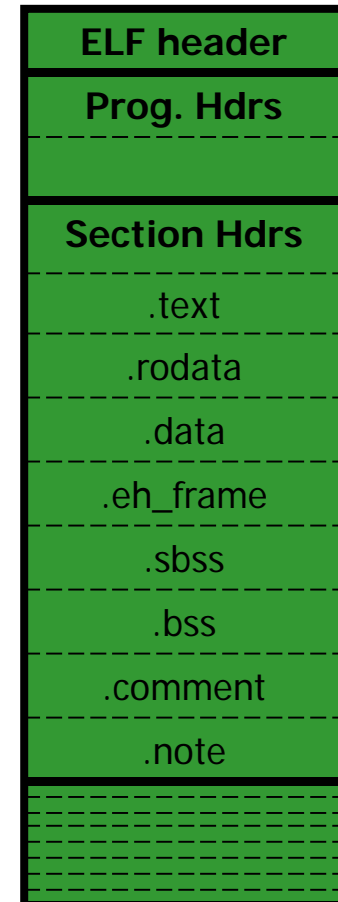 ELF header
Prog. Hdrs
Section Hdrs
.text
.rodata
.data
.eh_frame
.sbss
.bss
.comment
.note